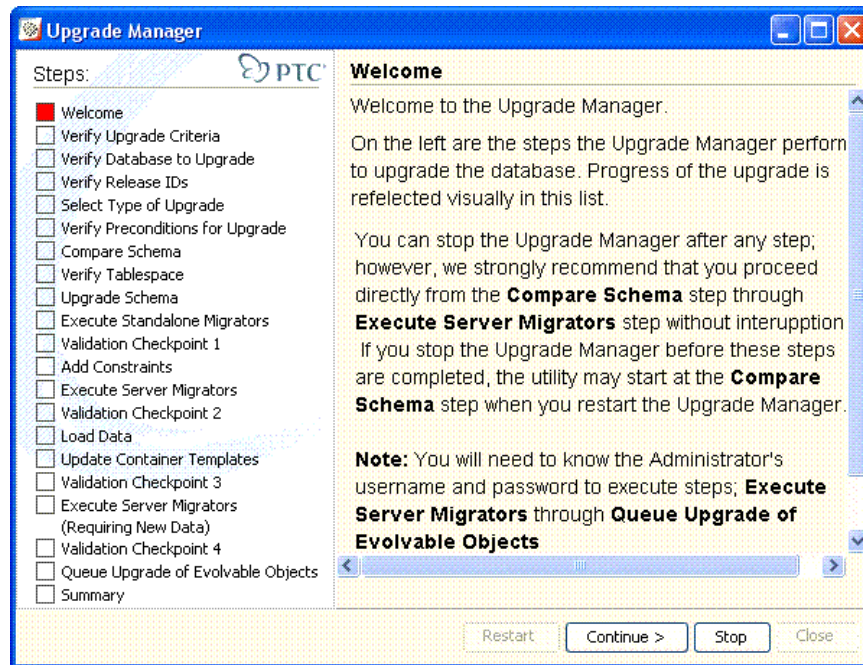 Upgrade Manager
Steps:
PTC
Welcome
Verify Upgrade Criteria
Verify Database to Upgrade
Verify Release IDs
Select Type of Upgrade
Verify Preconditions for Upgrade
Compare Schema
Verify Tablespace
Upgrade Schema
Execute Standalone Migrators
Validation Checkpoint 1
Add Constraints
Execute Server Migrators
Validation Checkpoint 2
Load Data
Update Container Templates
Validation Checkpoint 3
Execute Server Migrators
(Requiring New Data)
Validation Checkpoint 4
Queue Upgrade of Evolvable Objects
Summary
Welcome
Welcome to the Upgrade Manager.
On the left are the steps the Upgrade Manager perform
to upgrade the database. Progress of the upgrade is
refelected visually in this list.
You can stop the Upgrade Manager after any step;
however, we strongly recommend that you proceed
directly from the Compare Schema step through
Execute Server Migrators step without interupption
If you stop the Upgrade Manager before these steps
are completed, the utility may start at the Compare
Schema step when you restart the Upgrade Manager.
Note: You will need to know the Administrator's
username and password to execute steps; Execute
Server Migrators through Queue Upgrade of
Evolvable Objects
Restart
Continue >
Stop
Close